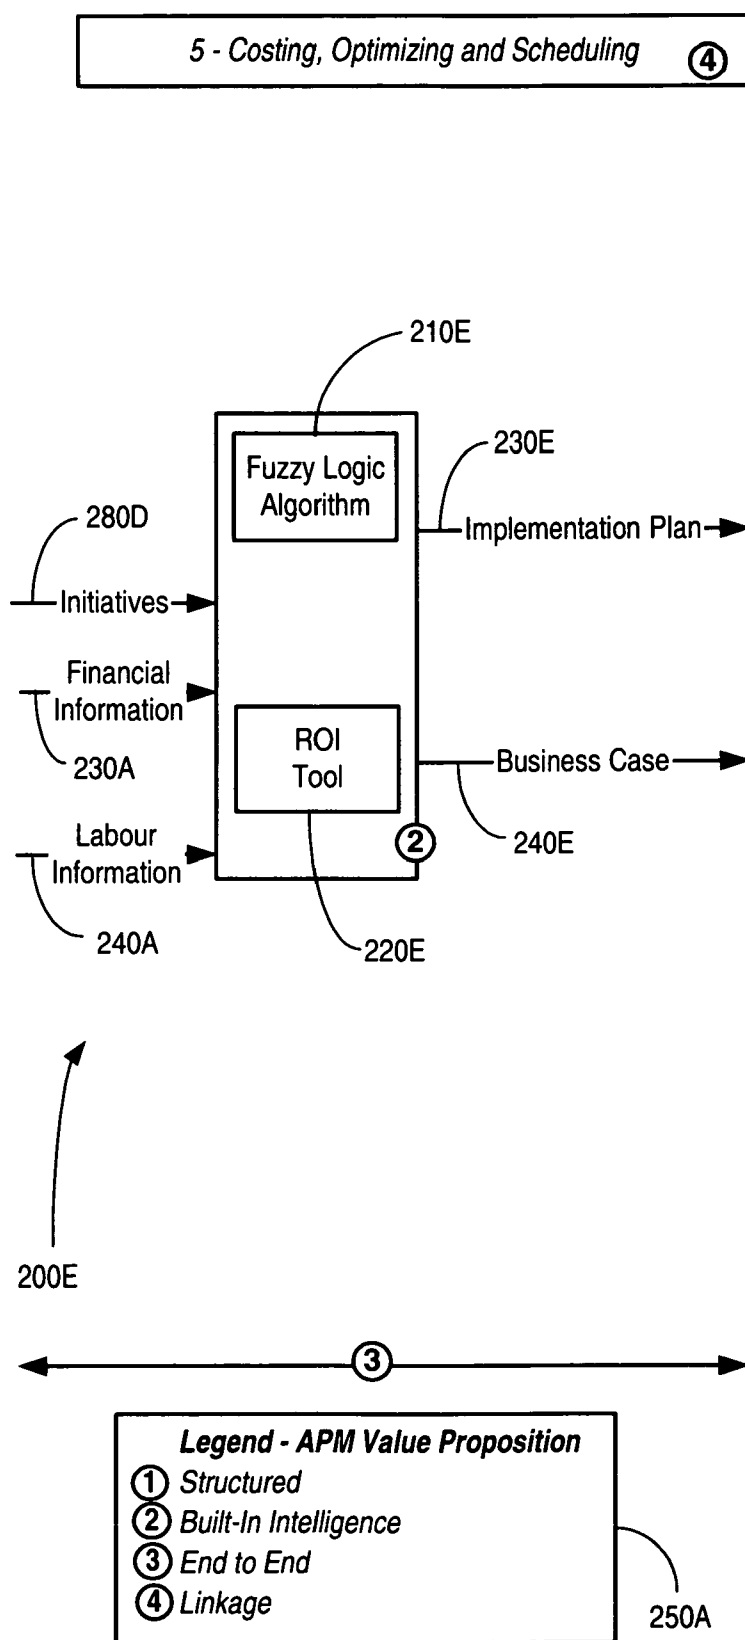 5 - Costing, Optimizing and Scheduling
4
210E
Fuzzy Logic
Algorithm
230E
Implementation Plan
280D
Initiatives
Financial
Information
230A
ROI
Tool
Business Case
2
240E
Labour
Information
240A
220E
200E
3
Legend - APM Value Proposition
1 Structured
2 Built-In Intelligence
3 End to End
4 Linkage
250A